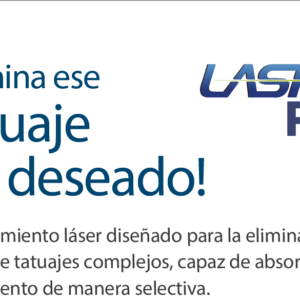 ina ese
uaje
deseado!
LAS
miento láser diseñado para la elimina
e tatuajes complejos, capaz de absor
ento de manera selectiva.